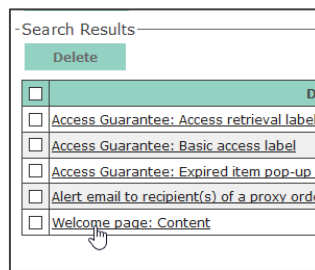 Search Results
Delete
D
Access Guarantee: Access retrieval label
Access Guarantee: Basic access label
Access Guarantee: Expired item pop-up
Alert email to recipient(s) of a proxy orde
Welcome page: Content